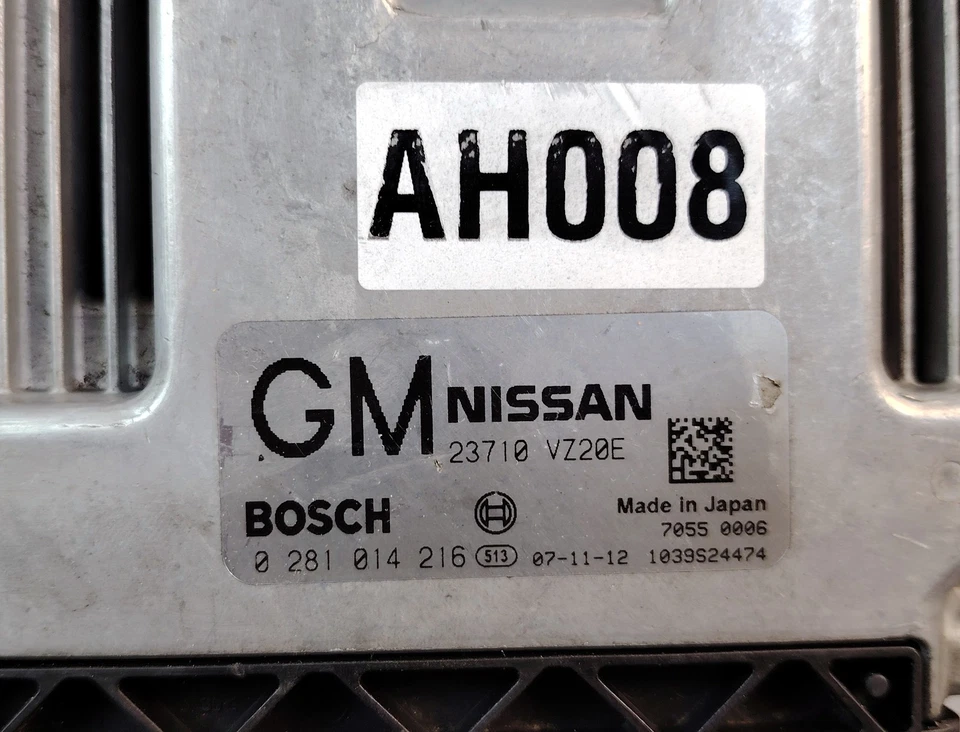 AH008
GM NISSAN
23710 VZ20E
BOSCH
Made in Japan
7055 0006
0 281 014 216 513 07-11-12 1039S24474